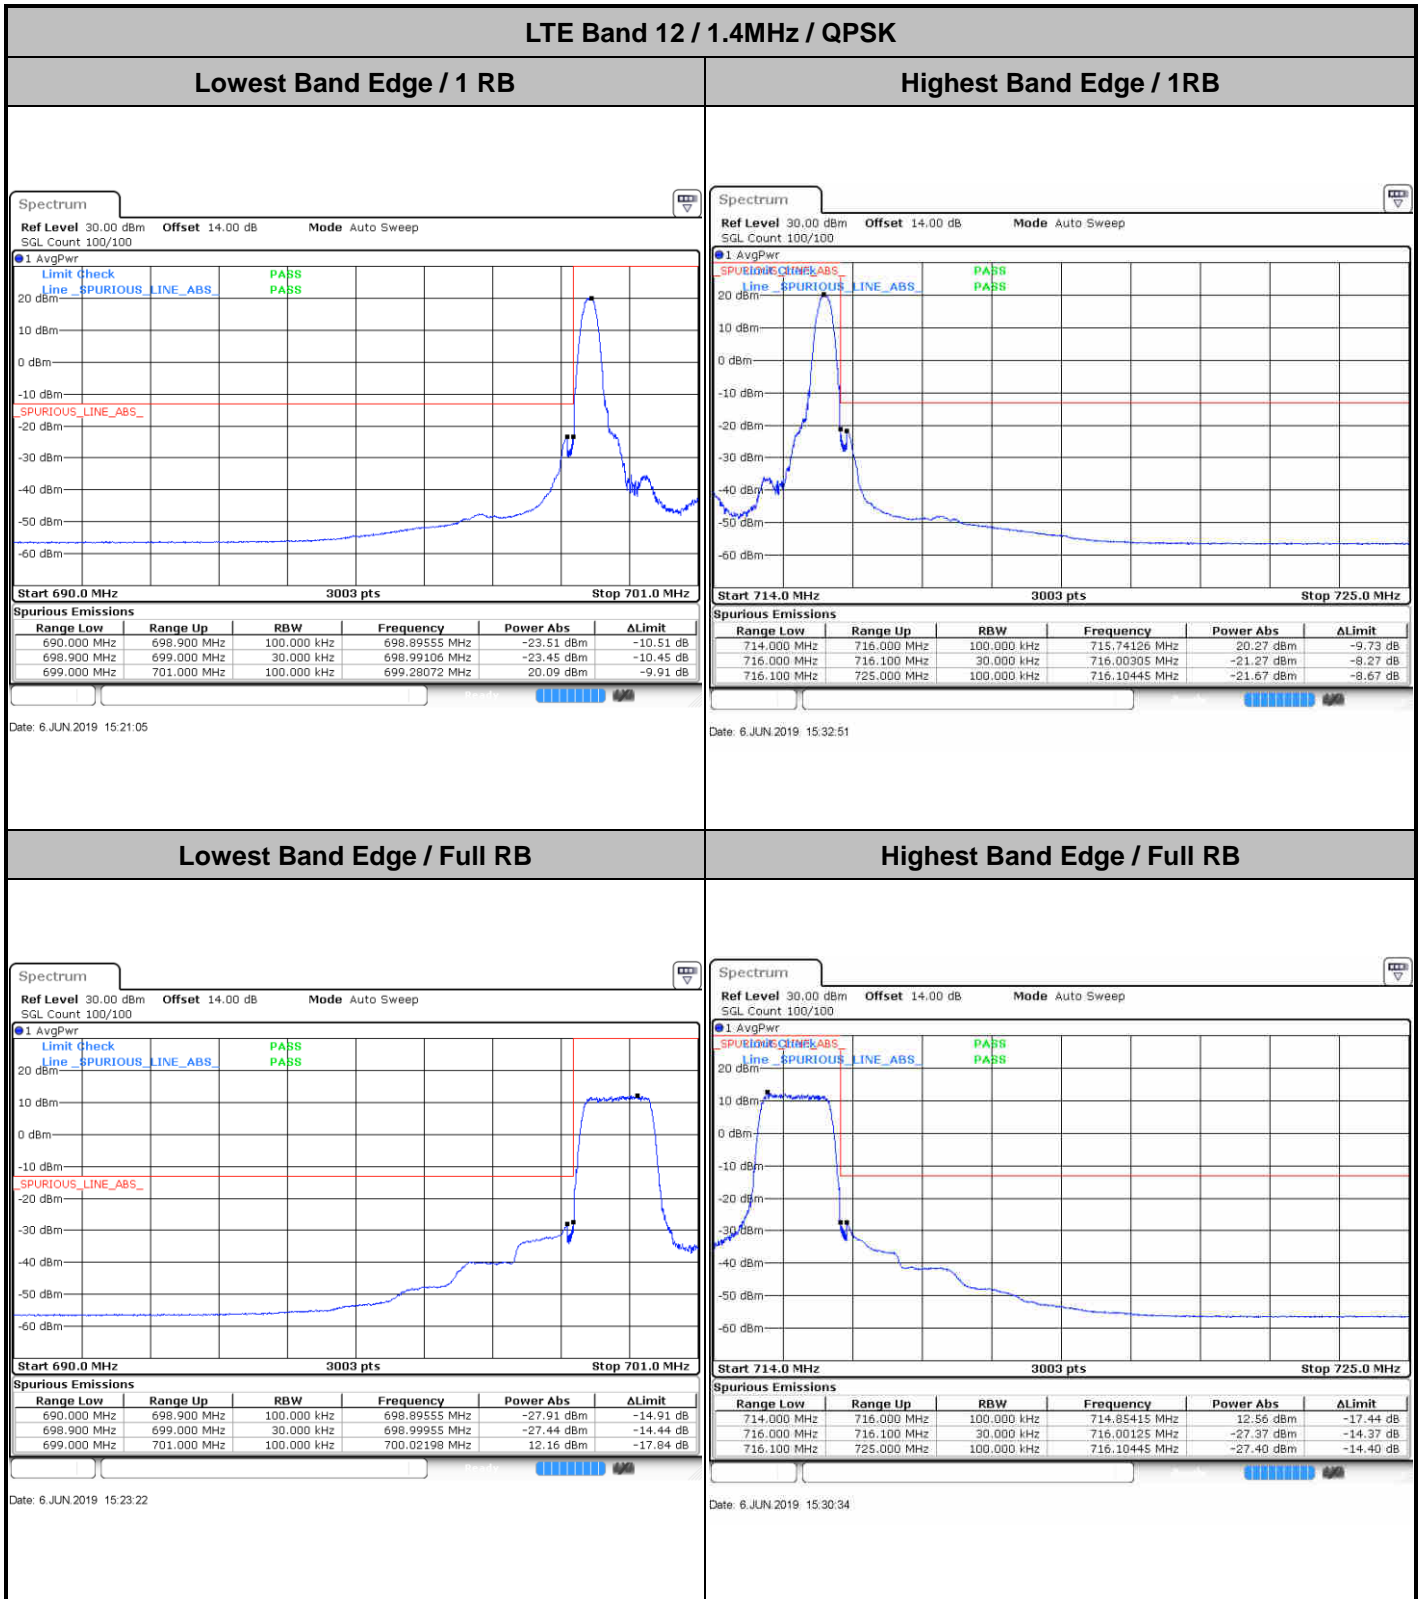 LTE Band 12 / 1.4MHz / QPSK
Lowest Band Edge / 1 RB
Highest Band Edge / 1RB
Spectrum
Ref Level 30.00 dBm Offset 14.00 dB Mode Auto Sweep
SGL Count 100/100
1 AvgPwr
Limit Check PASS
Line _SPURIOUS_LINE_ABS_ PASS
20 dBm
10 dBm
0 dBm
-10 dBm
_SPURIOUS_LINE_ABS_
-20 dBm
-30 dBm
-40 dBm
-50 dBm
-60 dBm
Start 690.0 MHz 3003 pts Stop 701.0 MHz
Spurious Emissions
Range Low Range Up RBW Frequency Power Abs ΔLimit
690.000 MHz 698.900 MHz 100.000 kHz 698.89555 MHz -23.51 dBm -10.51 dB
698.900 MHz 699.000 MHz 30.000 kHz 698.99106 MHz -23.45 dBm -10.45 dB
699.000 MHz 701.000 MHz 100.000 kHz 699.28072 MHz 20.09 dBm -9.91 dB
Date: 6.JUN.2019 15:21:05
Spectrum
Ref Level 30.00 dBm Offset 14.00 dB Mode Auto Sweep
SGL Count 100/100
1 AvgPwr
_SPURIOUS_LINE_ABS_
Limit Check PASS
Line _SPURIOUS_LINE_ABS_ PASS
20 dBm
10 dBm
0 dBm
-10 dBm
-20 dBm
-30 dBm
-40 dBm
-50 dBm
-60 dBm
Start 714.0 MHz 3003 pts Stop 725.0 MHz
Spurious Emissions
Range Low Range Up RBW Frequency Power Abs ΔLimit
714.000 MHz 716.000 MHz 100.000 kHz 715.74126 MHz 20.27 dBm -9.73 dB
716.000 MHz 716.100 MHz 30.000 kHz 716.00305 MHz -21.27 dBm -8.27 dB
716.100 MHz 725.000 MHz 100.000 kHz 716.10445 MHz -21.67 dBm -8.67 dB
Date: 6.JUN.2019 15:32:51
Lowest Band Edge / Full RB
Highest Band Edge / Full RB
Spectrum
Ref Level 30.00 dBm Offset 14.00 dB Mode Auto Sweep
SGL Count 100/100
1 AvgPwr
Limit Check PASS
Line _SPURIOUS_LINE_ABS_ PASS
20 dBm
10 dBm
0 dBm
-10 dBm
_SPURIOUS_LINE_ABS_
-20 dBm
-30 dBm
-40 dBm
-50 dBm
-60 dBm
Start 690.0 MHz 3003 pts Stop 701.0 MHz
Spurious Emissions
Range Low Range Up RBW Frequency Power Abs ΔLimit
690.000 MHz 698.900 MHz 100.000 kHz 698.89555 MHz -27.91 dBm -14.91 dB
698.900 MHz 699.000 MHz 30.000 kHz 698.99955 MHz -27.44 dBm -14.44 dB
699.000 MHz 701.000 MHz 100.000 kHz 700.02198 MHz 12.16 dBm -17.84 dB
Date: 6.JUN.2019 15:23:22
Spectrum
Ref Level 30.00 dBm Offset 14.00 dB Mode Auto Sweep
SGL Count 100/100
1 AvgPwr
_SPURIOUS_LINE_ABS_
Limit Check PASS
Line _SPURIOUS_LINE_ABS_ PASS
20 dBm
10 dBm
0 dBm
-10 dBm
-20 dBm
-30 dBm
-40 dBm
-50 dBm
-60 dBm
Start 714.0 MHz 3003 pts Stop 725.0 MHz
Spurious Emissions
Range Low Range Up RBW Frequency Power Abs ΔLimit
714.000 MHz 716.000 MHz 100.000 kHz 714.85415 MHz 12.56 dBm -17.44 dB
716.000 MHz 716.100 MHz 30.000 kHz 716.00125 MHz -27.37 dBm -14.37 dB
716.100 MHz 725.000 MHz 100.000 kHz 716.10445 MHz -27.40 dBm -14.40 dB
Date: 6.JUN.2019 15:30:34